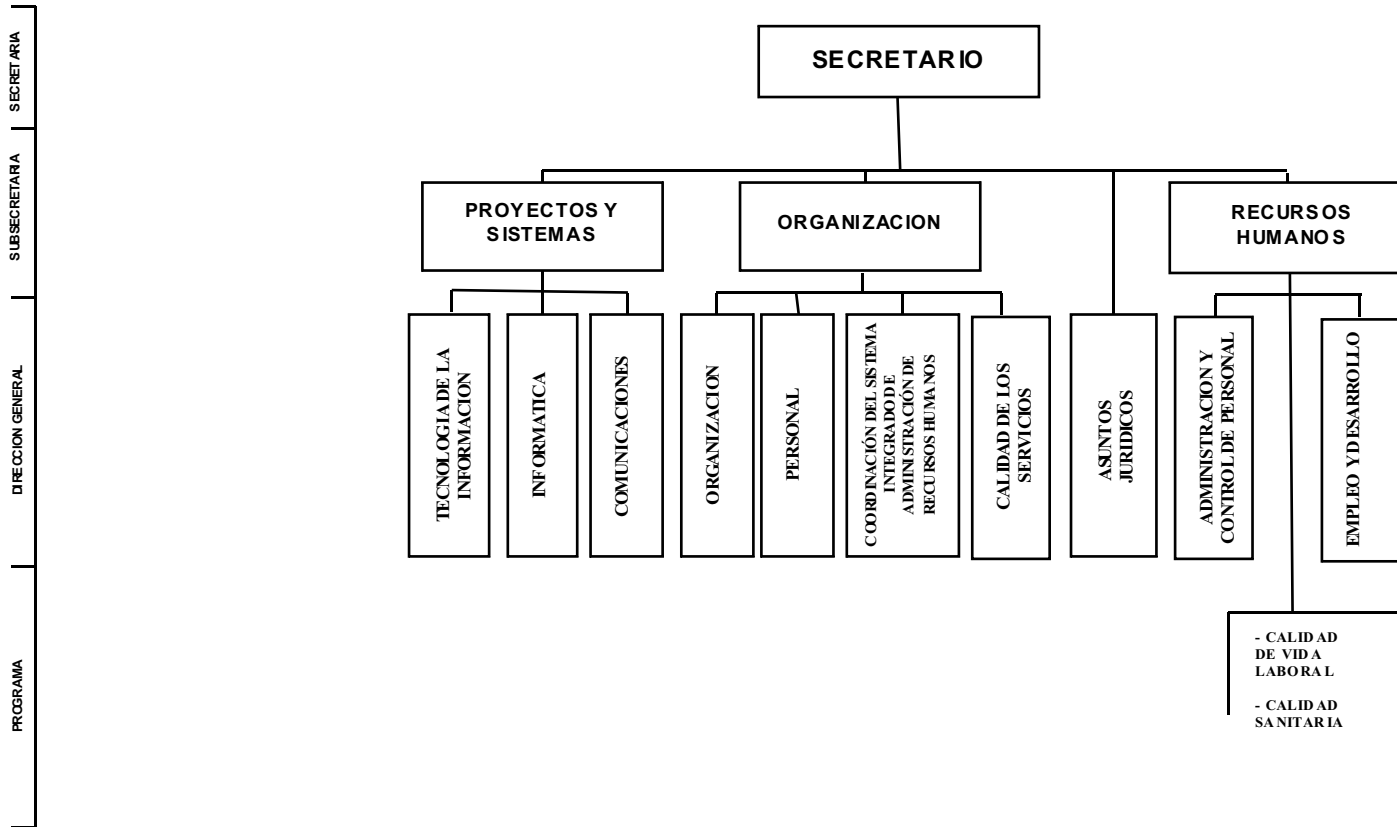 SECRETARIA
SECRETARIO
SUBSECRETARIA
PROYECTOS Y
SISTEMAS
ORGANIZACION
RECURSOS
HUMANOS
DIRECCION GENERAL
TECNOLOGIA DE LA
INFORMACION
INFORMATICA
COMUNICACIONES
ORGANIZACION
PERSONAL
COORDINACIÓN DEL SISTEMA
INTEGRADO DE
ADMINISTRACIÓN DE
RECURSOS HUMANOS
CALIDAD DE LOS
SERVICIOS
ASUNTOS
JURIDICOS
ADMINISTRACION Y
CONTROL DE PERSONAL
EMPLEO Y DESARROLLO
PROGRAMA
- CALIDAD
DE VIDA
LABORAL
- CALIDAD
SANITARIA